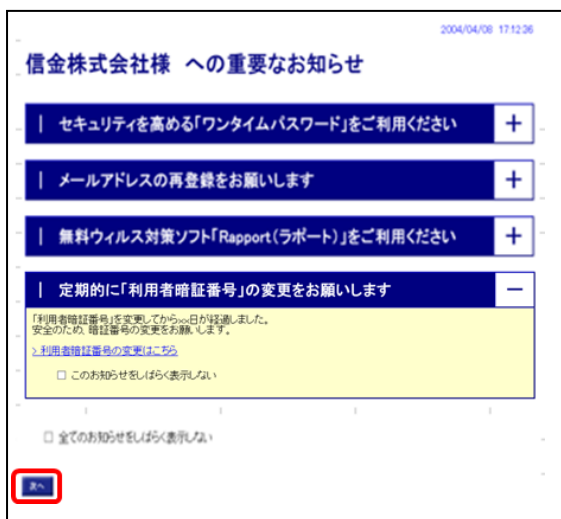 2004/04/08 17:12:36
信金株式会社様 への重要なお知らせ
| セキュリティを高める「ワンタイムパスワード」をご利用ください +
| メールアドレスの再登録をお願いします +
| 無料ウィルス対策ソフト「Rapport(ラポート)」をご利用ください +
| 定期的に「利用者暗証番号」の変更をお願いします −
「利用者暗証番号」を変更してから××日が経過しました。
安全のため、暗証番号の変更をお願いします。
> 利用者暗証番号の変更はこちら
□ このお知らせをしばらく表示しない
□ 全てのお知らせをしばらく表示しない
次へ